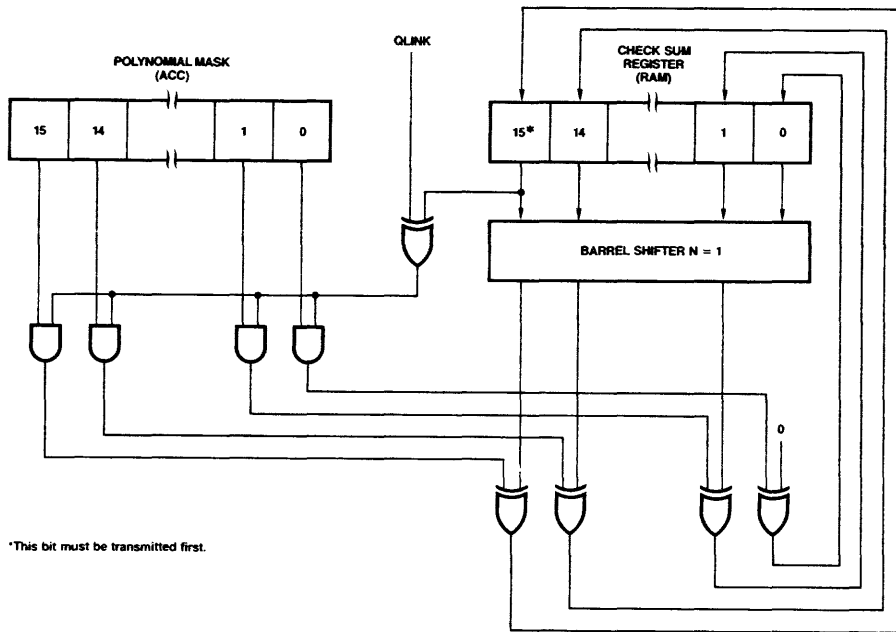 POLYNOMIAL MASK
(ACC)
QLINK
CHECK SUM
REGISTER
(RAM)
15 14 1 0
15* 14 1 0
BARREL SHIFTER N = 1
0
*This bit must be transmitted first.